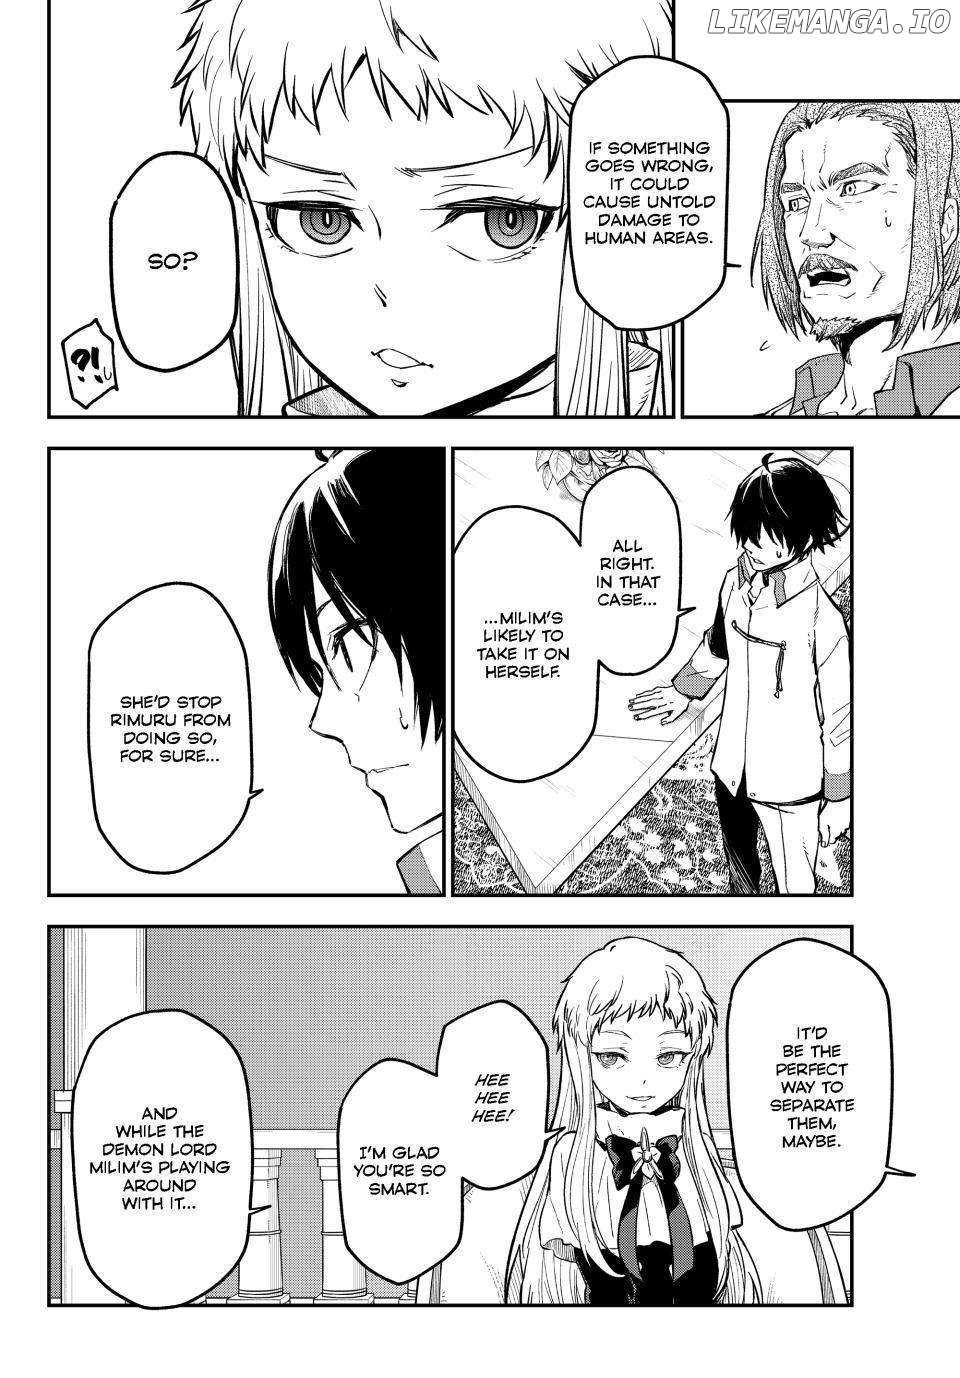 LIKEMANGA.IO
IF SOMETHING
GOES WRONG,
IT COULD
CAUSE UNTOLD
DAMAGE TO
HUMAN AREAS.
SO?
?!
ALL
RIGHT.
IN THAT
CASE...
...MILIM'S
LIKELY TO
TAKE IT ON
HERSELF.
SHE'D STOP
RIMURU FROM
DOING SO,
FOR SURE...
IT'D
BE THE
PERFECT
WAY TO
SEPARATE
THEM,
MAYBE.
HEE
HEE
HEE!
I'M GLAD
YOU'RE SO
SMART.
AND
WHILE THE
DEMON LORD
MILIM'S PLAYING
AROUND
WITH IT...